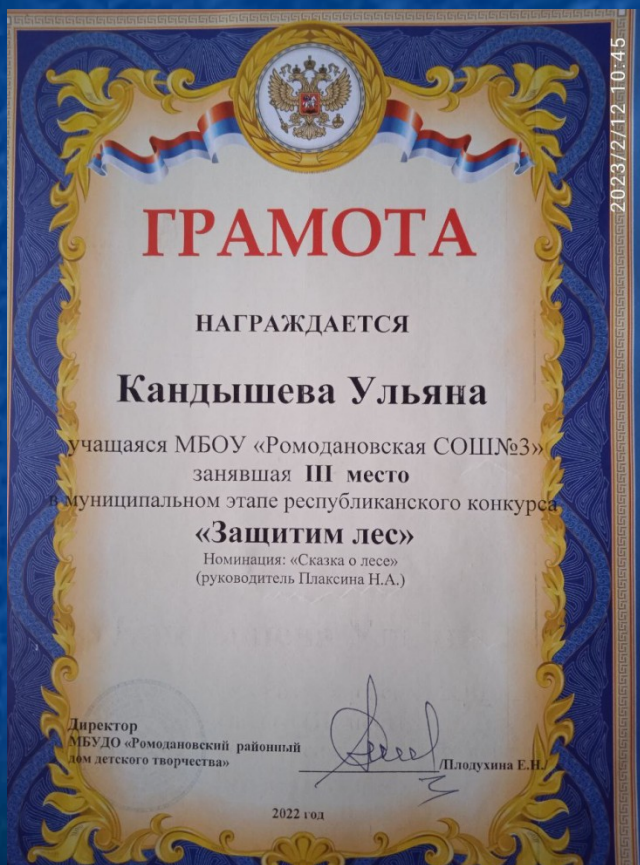 2023/2/12 10:45
ГРАМОТА
НАГРАЖДАЕТСЯ
Кандышева Ульяна
учащаяся МБОУ «Ромодановская СОШ№3»
занявшая III место
в муниципальном этапе республиканского конкурса
«Защитим лес»
Номинация: «Сказка о лесе»
(руководитель Плаксина Н.А.)
Директор
МБУДО «Ромодановский районный
дом детского творчества»
/Плодухина Е.Н./
2022 год